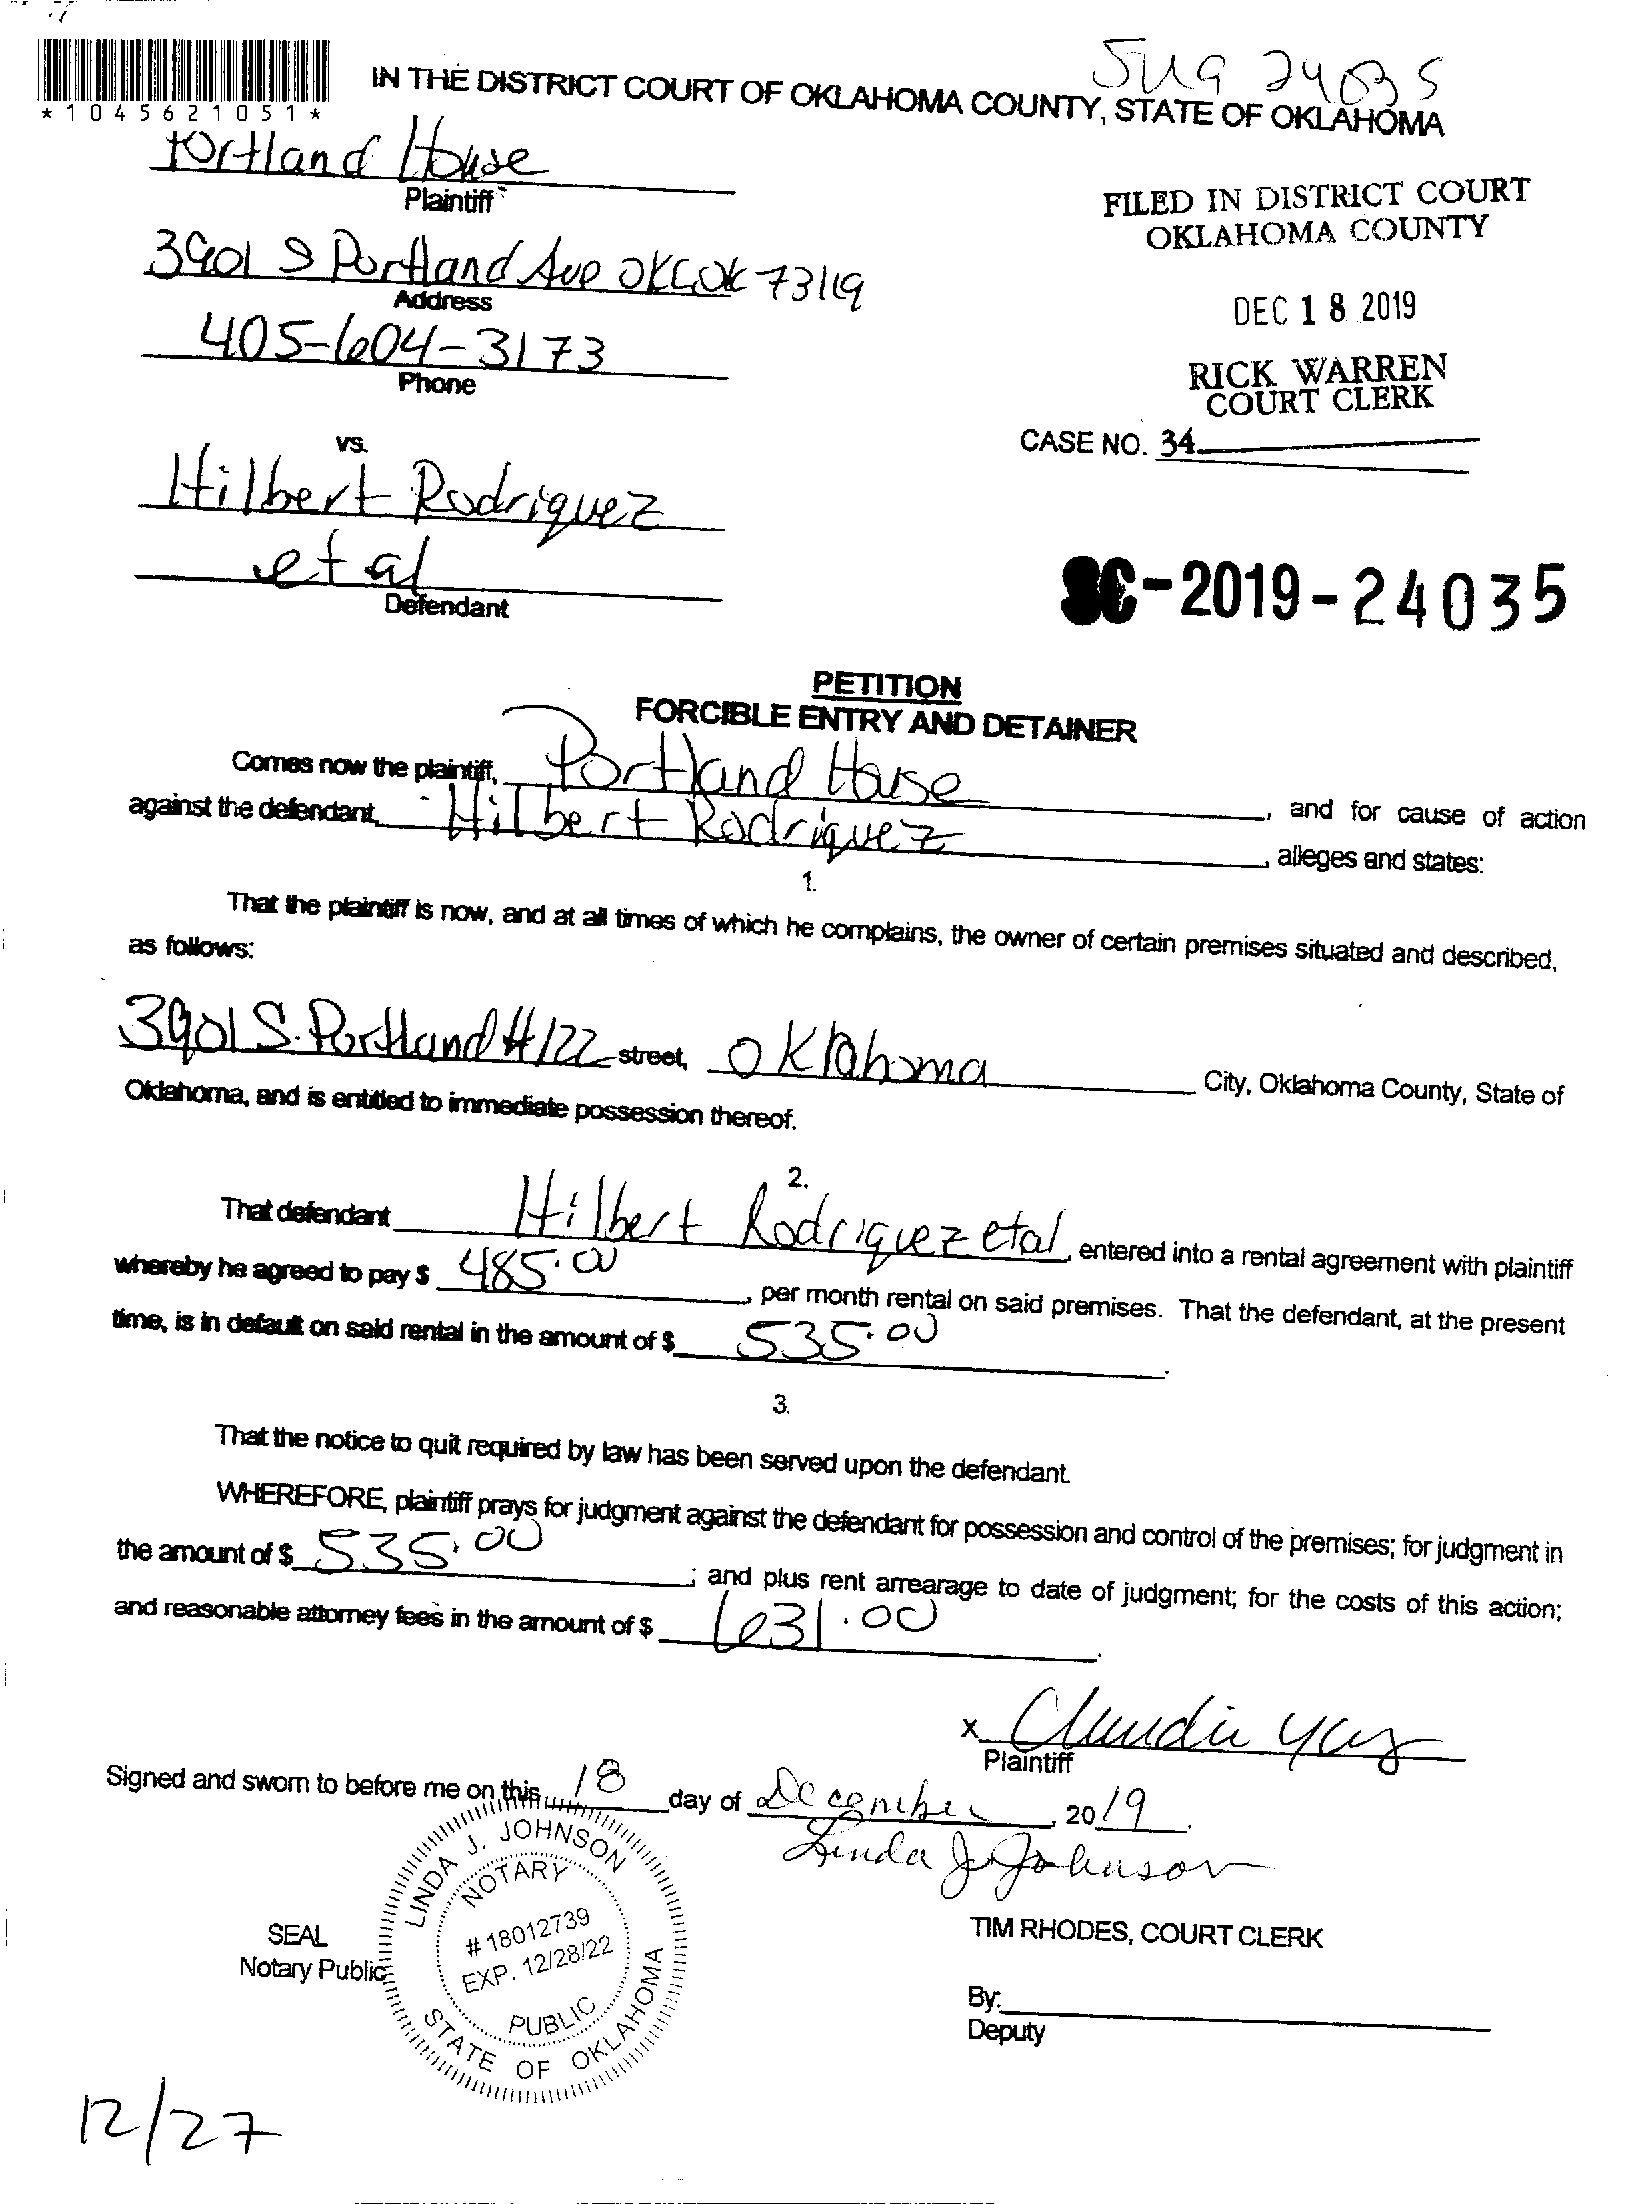 SUG 24035
*1045621051*
IN THE DISTRICT COURT OF OKLAHOMA COUNTY, STATE OF OKLAHOMA
Portland House
Plaintiff
FILED IN DISTRICT COURT
OKLAHOMA COUNTY
3901 S Portland Ave OKC OK 73119
Address
DEC 18 2019
405-604-3173
Phone
RICK WARREN
COURT CLERK
vs.
CASE NO. 34
Hilbert Rodriquez
et al
Defendant
SC-2019-24035
PETITION
FORCIBLE ENTRY AND DETAINER
Comes now the plaintiff, Portland House, and for cause of action
against the defendant, Hilbert Rodriquez, alleges and states:
1.
That the plaintiff is now, and at all times of which he complains, the owner of certain premises situated and described,
as follows:
3901 S. Portland #122 street, Oklahoma City, Oklahoma County, State of
Oklahoma, and is entitled to immediate possession thereof.
2.
That defendant Hilbert Rodriquez etal, entered into a rental agreement with plaintiff
whereby he agreed to pay $ 485.00, per month rental on said premises. That the defendant, at the present
time, is in default on said rental in the amount of $ 535.00.
3.
That the notice to quit required by law has been served upon the defendant.
WHEREFORE, plaintiff prays for judgment against the defendant for possession and control of the premises; for judgment in
the amount of $ 535.00; and plus rent arrearage to date of judgment; for the costs of this action;
and reasonable attorney fees in the amount of $ 631.00.
x Claudia
Plaintiff
Signed and sworn to before me on this 18 day of December, 2019.
Linda J. Johnson
LINDA J. JOHNSON
NOTARY
#18012739
EXP. 12/28/22
PUBLIC
STATE OF OKLAHOMA
SEAL
Notary Public
TIM RHODES, COURT CLERK
By:
Deputy
12/27